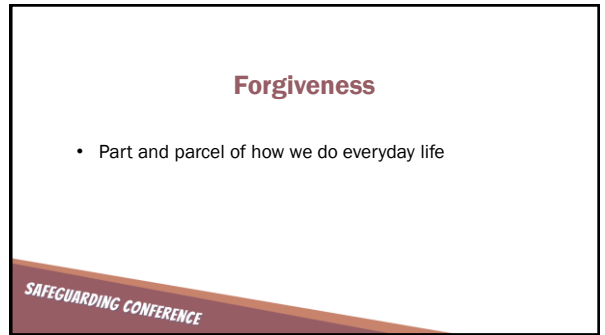 Forgiveness
• Part and parcel of how we do everyday life
SAFEGUARDING CONFERENCE